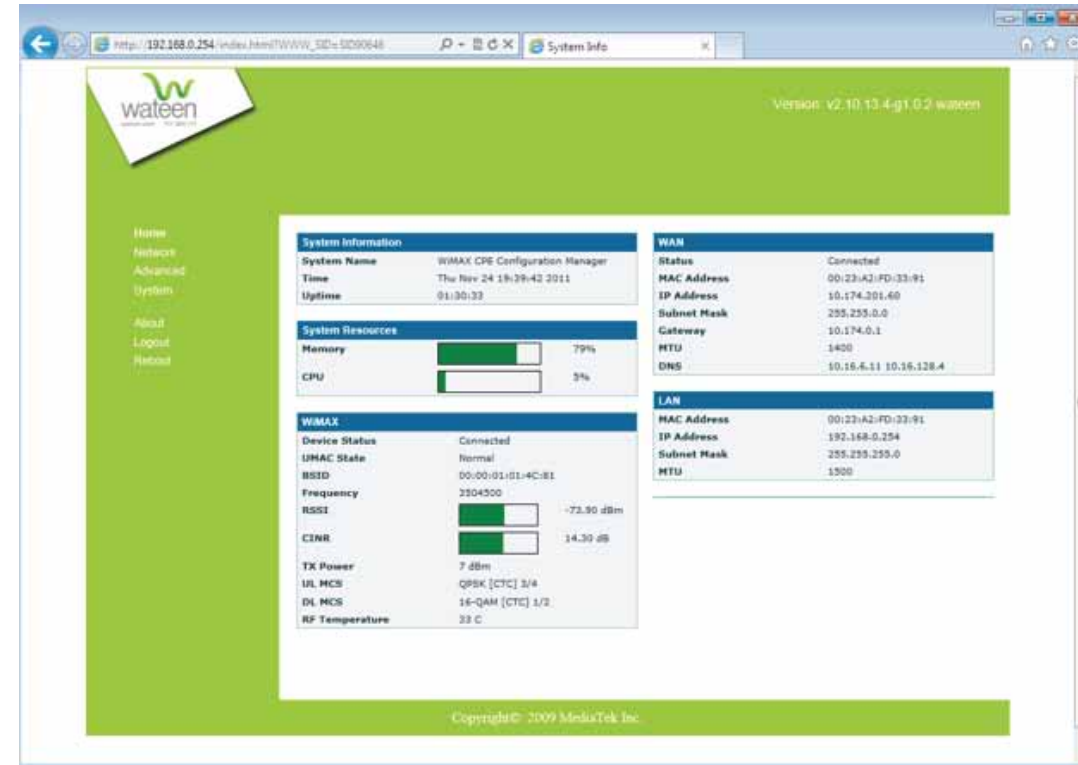 http://192.168.0.254/index.html?WWW_SID=SID90648
System Info
wateen
Version: v2.10.13.4-g1.0.2-wateen
Home
Network
Advanced
System
About
Logout
Reboot
System Information
System Name WiMAX CPE Configuration Manager
Time Thu Nov 24 19:39:42 2011
Uptime 01:30:33
System Resources
Memory 79%
CPU 5%
WiMAX
Device Status Connected
UMAC State Normal
BSID 00:00:01:01:4C:81
Frequency 3504500
RSSI -73.90 dBm
CINR 14.30 dB
TX Power 7 dBm
UL MCS QPSK [CTC] 3/4
DL MCS 16-QAM [CTC] 1/2
RF Temperature 33 C
WAN
Status Connected
MAC Address 00:23:A2:FD:33:91
IP Address 10.174.201.60
Subnet Mask 255.255.0.0
Gateway 10.174.0.1
MTU 1400
DNS 10.16.6.11 10.16.128.4
LAN
MAC Address 00:23:A2:FD:33:91
IP Address 192.168.0.254
Subnet Mask 255.255.255.0
MTU 1500
Copyright© 2009 MediaTek Inc.